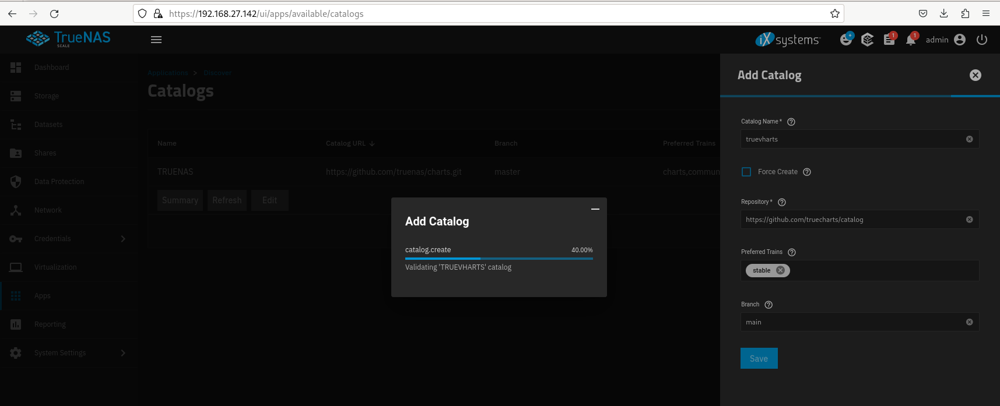 https://192.168.27.142/ui/apps/available/catalogs
TrueNAS
SCALE
iX systems
+
1
1
admin
Dashboard
Storage
Datasets
Shares
Data Protection
Network
Credentials
Virtualization
Apps
Reporting
System Settings
Applications > Discover
Catalogs
Name Catalog URL Branch Preferred Trains
TRUENAS https://github.com/truenas/charts.git master charts,commun
Summary Refresh Edit
Add Catalog
catalog.create 40.00%
Validating 'TRUEVHARTS' catalog
Add Catalog
Catalog Name *
truevharts
Force Create
Repository *
https://github.com/truecharts/catalog
Preferred Trains
stable
Branch
main
Save